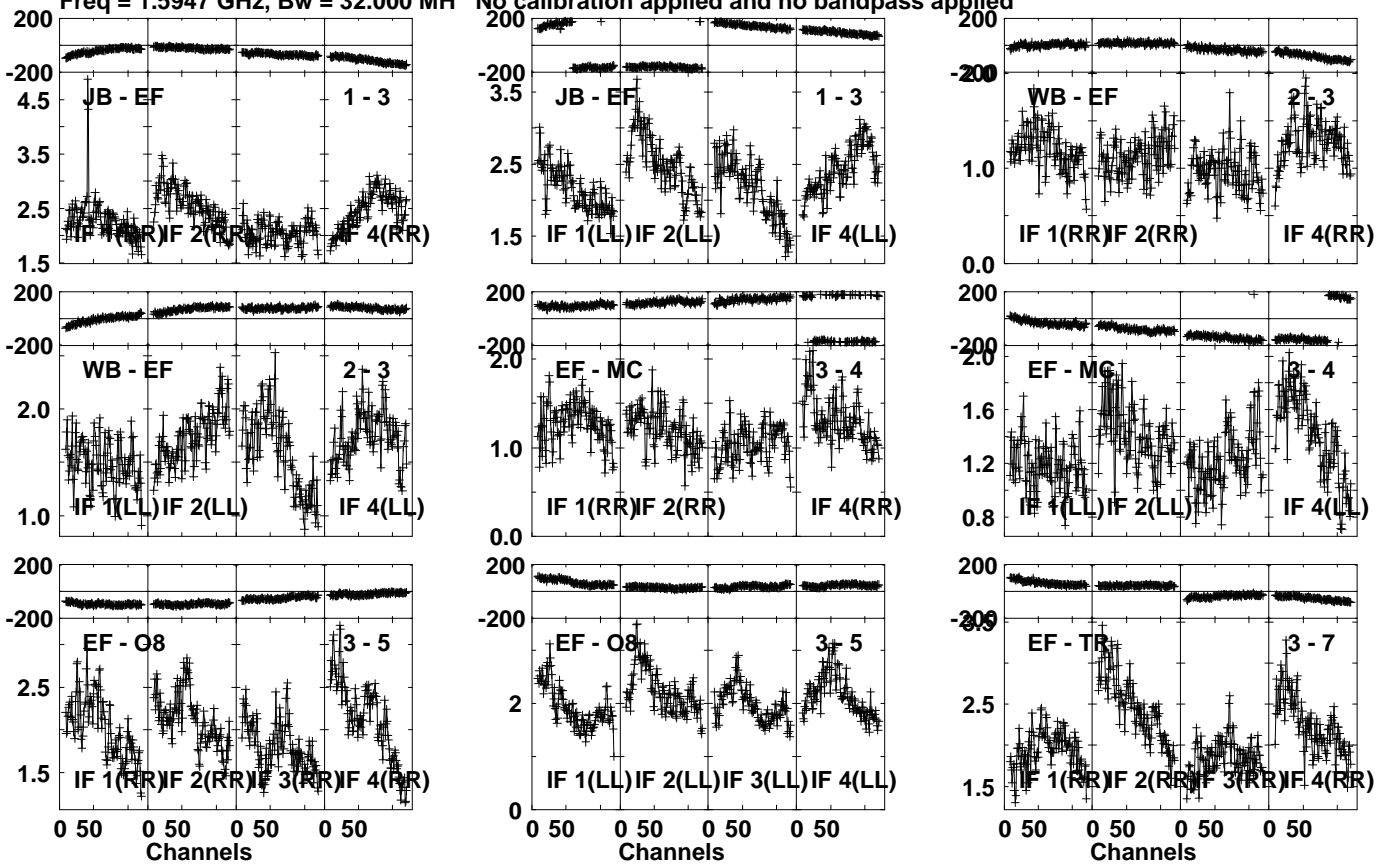 Freq = 1.5947 GHz, Bw = 32.000 MH No calibration applied and no bandpass applied
200 200 200
-200 -200 -200
JB - EF 1 - 3 JB - EF 1 - 3 WB - EF 2 - 3
4.5 3.5 2.0
3.5 2.5 1.0
2.5 1.5 0.0
1.5
IF 1(RR) IF 2(RR) IF 4(RR) IF 1(LL) IF 2(LL) IF 4(LL) IF 1(RR) IF 2(RR) IF 4(RR)
200 200 200
-200 -200 -200
WB - EF 2 - 3 EF - MC 3 - 4 EF - MC 3 - 4
2.0 2.0 2.0
1.0 1.0 1.6
0.0 1.2
0.8
IF 1(LL) IF 2(LL) IF 4(LL) IF 1(RR) IF 2(RR) IF 4(RR) IF 1(LL) IF 2(LL) IF 4(LL)
200 200 200
-200 -200 -200
EF - O8 3 - 5 EF - O8 3 - 5 EF - TR 3 - 7
2.5 2 3.5
1.5 0 2.5
1.5
IF 1(RR) IF 2(RR) IF 3(RR) IF 4(RR) IF 1(LL) IF 2(LL) IF 3(LL) IF 4(LL) IF 1(RR) IF 2(RR) IF 3(RR) IF 4(RR)
0 50 0 50 0 50 0 50 0 50 0 50 0 50 0 50 0 50 0 50 0 50 0 50
Channels Channels Channels